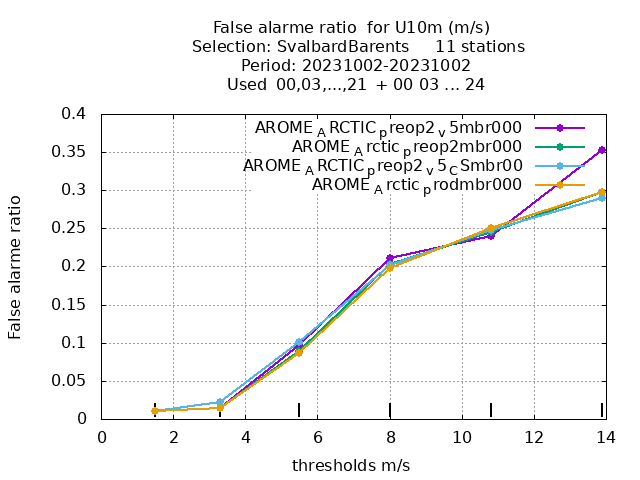 False alarme ratio  for U10m (m/s)
Selection: SvalbardBarents     11 stations
Period: 20231002-20231002
Used  00,03,...,21  + 00 03 ... 24
AROME_ARCTIC_preop2_v5mbr000
AROME_Arctic_preop2mbr000
AROME_ARCTIC_preop2_v5_CSmbr00
AROME_Arctic_prodmbr000
0.4
0.35
0.3
0.25
0.2
0.15
0.1
0.05
0
False alarme ratio
0 2 4 6 8 10 12 14
thresholds m/s